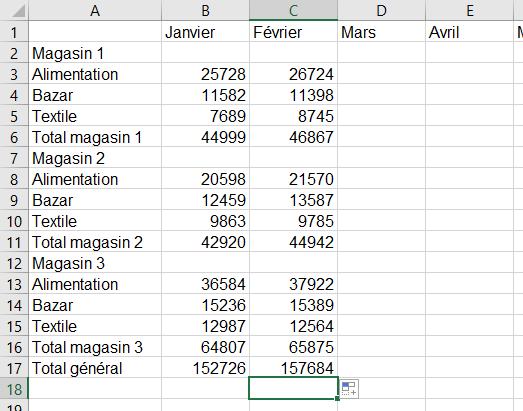 A B C D E
1 Janvier Février Mars Avril
2 Magasin 1
3 Alimentation 25728 26724
4 Bazar 11582 11398
5 Textile 7689 8745
6 Total magasin 1 44999 46867
7 Magasin 2
8 Alimentation 20598 21570
9 Bazar 12459 13587
10 Textile 9863 9785
11 Total magasin 2 42920 44942
12 Magasin 3
13 Alimentation 36584 37922
14 Bazar 15236 15389
15 Textile 12987 12564
16 Total magasin 3 64807 65875
17 Total général 152726 157684
18
19